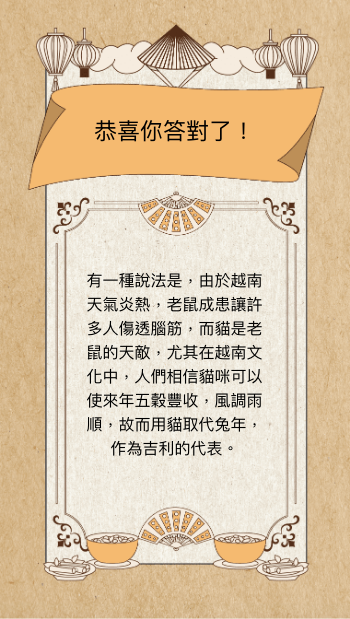 恭喜你答對了！
有一種說法是，由於越南
天氣炎熱，老鼠成患讓許
多人傷透腦筋，而貓是老
鼠的天敵，尤其在越南文
化中，人們相信貓咪可以
使來年五穀豐收，風調雨
順，故而用貓取代兔年，
作為吉利的代表。